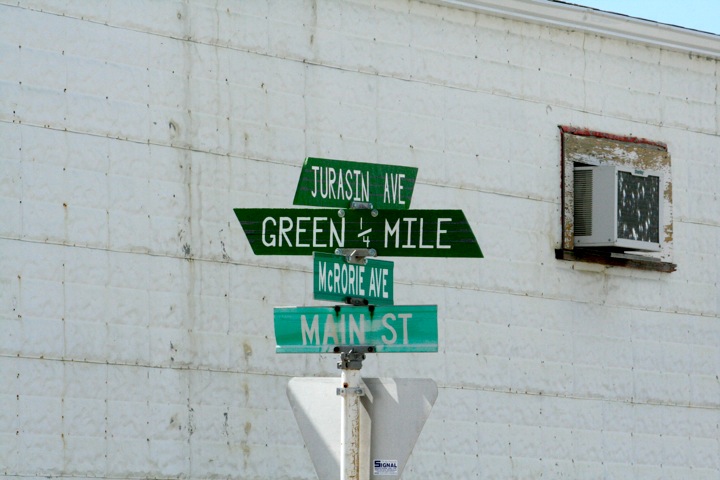 JURASIN AVE
GREEN 1/4 MILE
McRORIE AVE
MAIN ST
SIGNAL